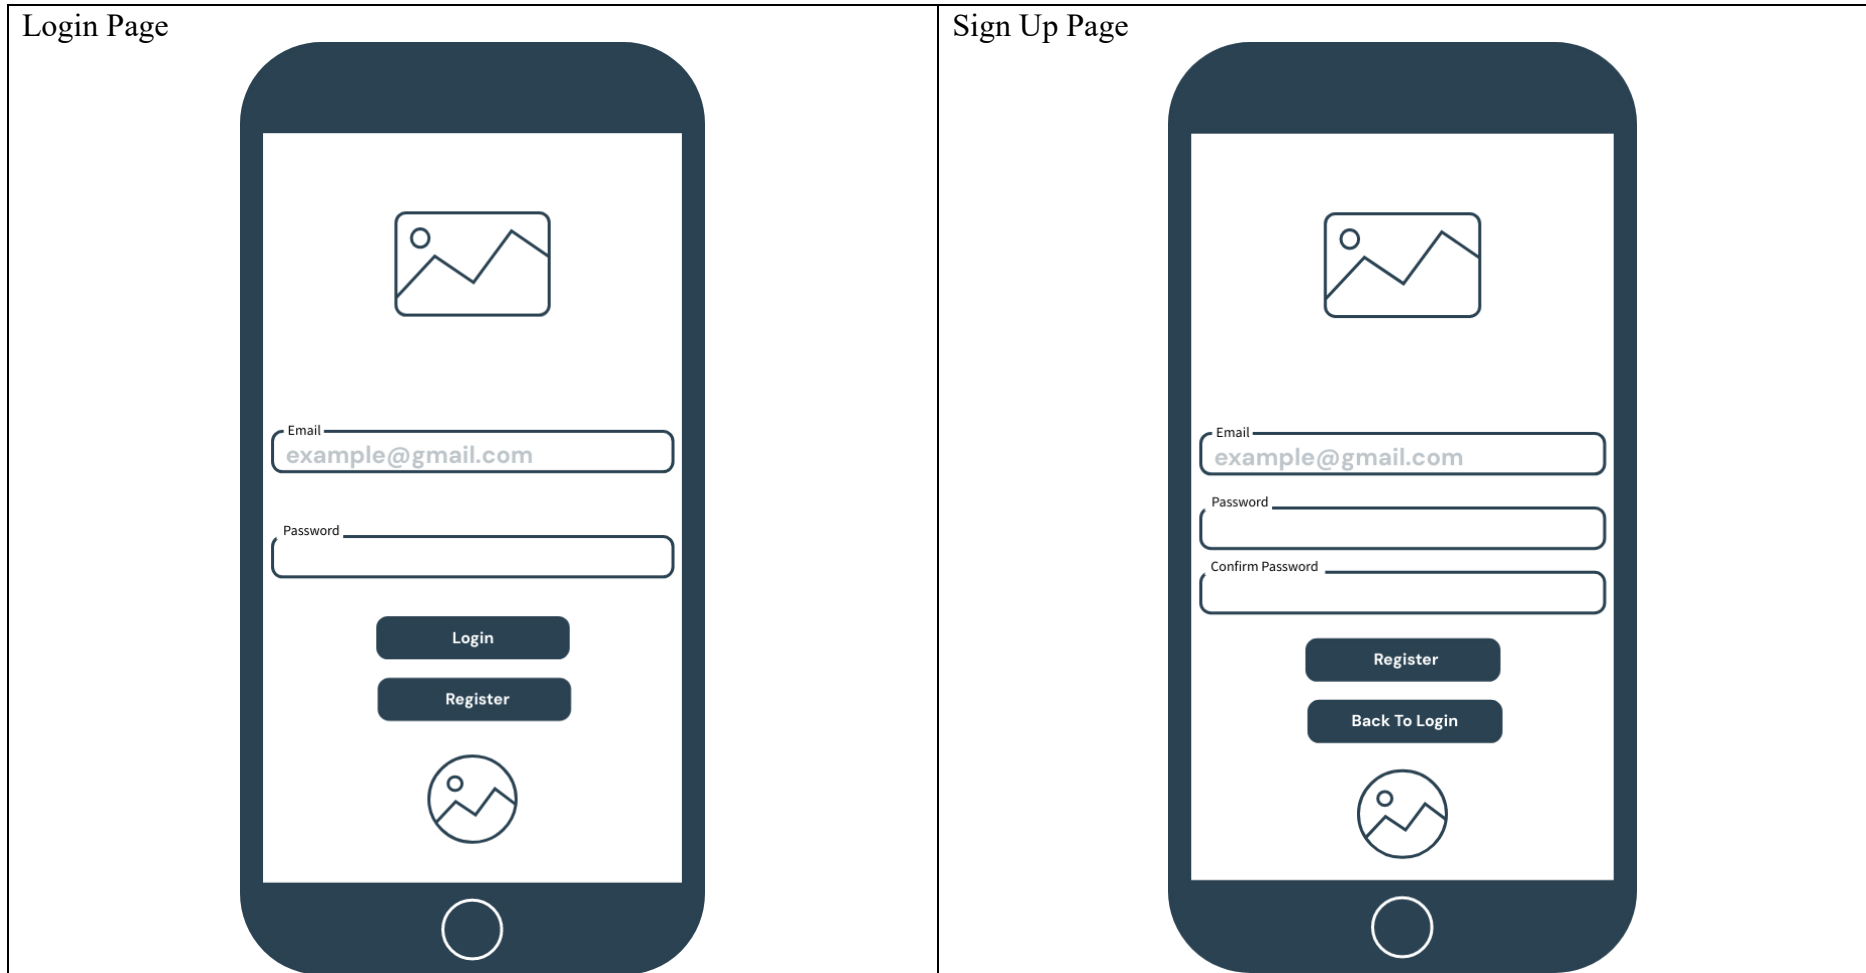 Login Page
Email
example@gmail.com
Password
Login
Register
Sign Up Page
Email
example@gmail.com
Password
Confirm Password
Register
Back To Login